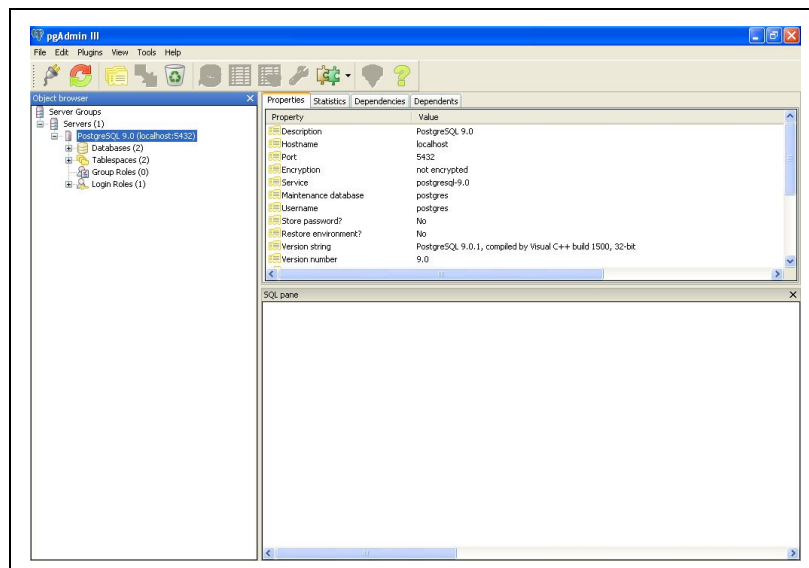 pgAdmin III
File Edit Plugins View Tools Help
Object browser
Server Groups
Servers (1)
PostgreSQL 9.0 (localhost:5432)
Databases (2)
Tablespaces (2)
Group Roles (0)
Login Roles (1)
Properties Statistics Dependencies Dependents
Property Value
Description PostgreSQL 9.0
Hostname localhost
Port 5432
Encryption not encrypted
Service postgresql-9.0
Maintenance database postgres
Username postgres
Store password? No
Restore environment? No
Version string PostgreSQL 9.0.1, compiled by Visual C++ build 1500, 32-bit
Version number 9.0
SQL pane